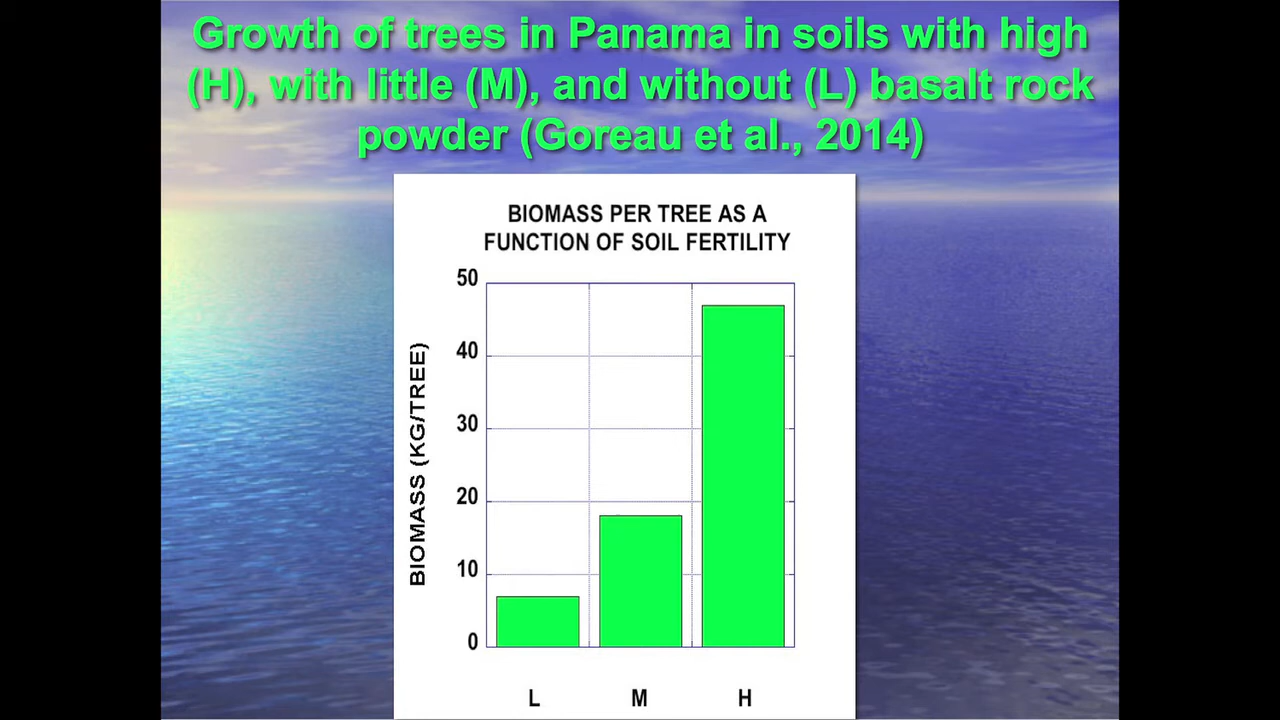 Growth of trees in Panama in soils with high
(H), with little (M), and without (L) basalt rock
powder (Goreau et al., 2014)
BIOMASS PER TREE AS A
FUNCTION OF SOIL FERTILITY
BIOMASS (KG/TREE)
50
40
30
20
10
0
L M H